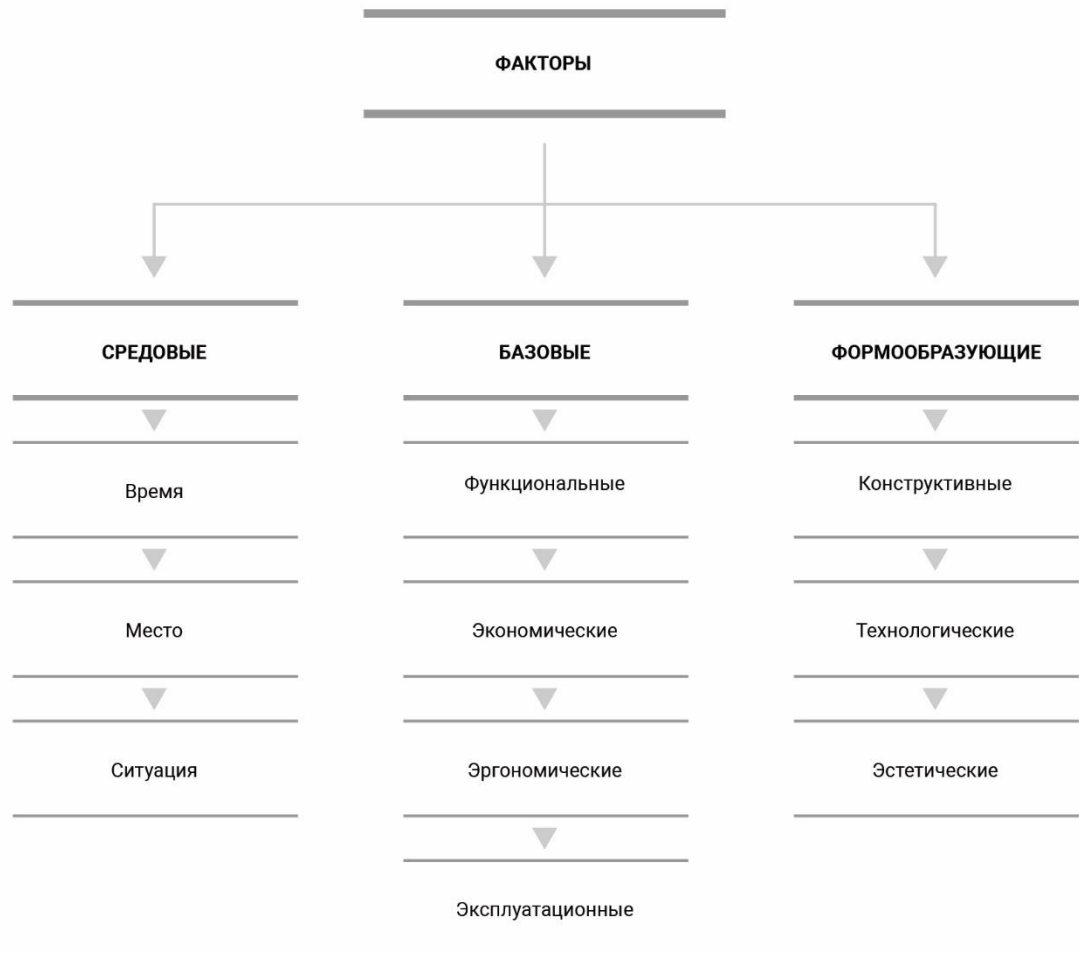 ФАКТОРЫ
СРЕДОВЫЕ
Время
Место
Ситуация
БАЗОВЫЕ
Функциональные
Экономические
Эргономические
Эксплуатационные
ФОРМООБРАЗУЮЩИЕ
Конструктивные
Технологические
Эстетические